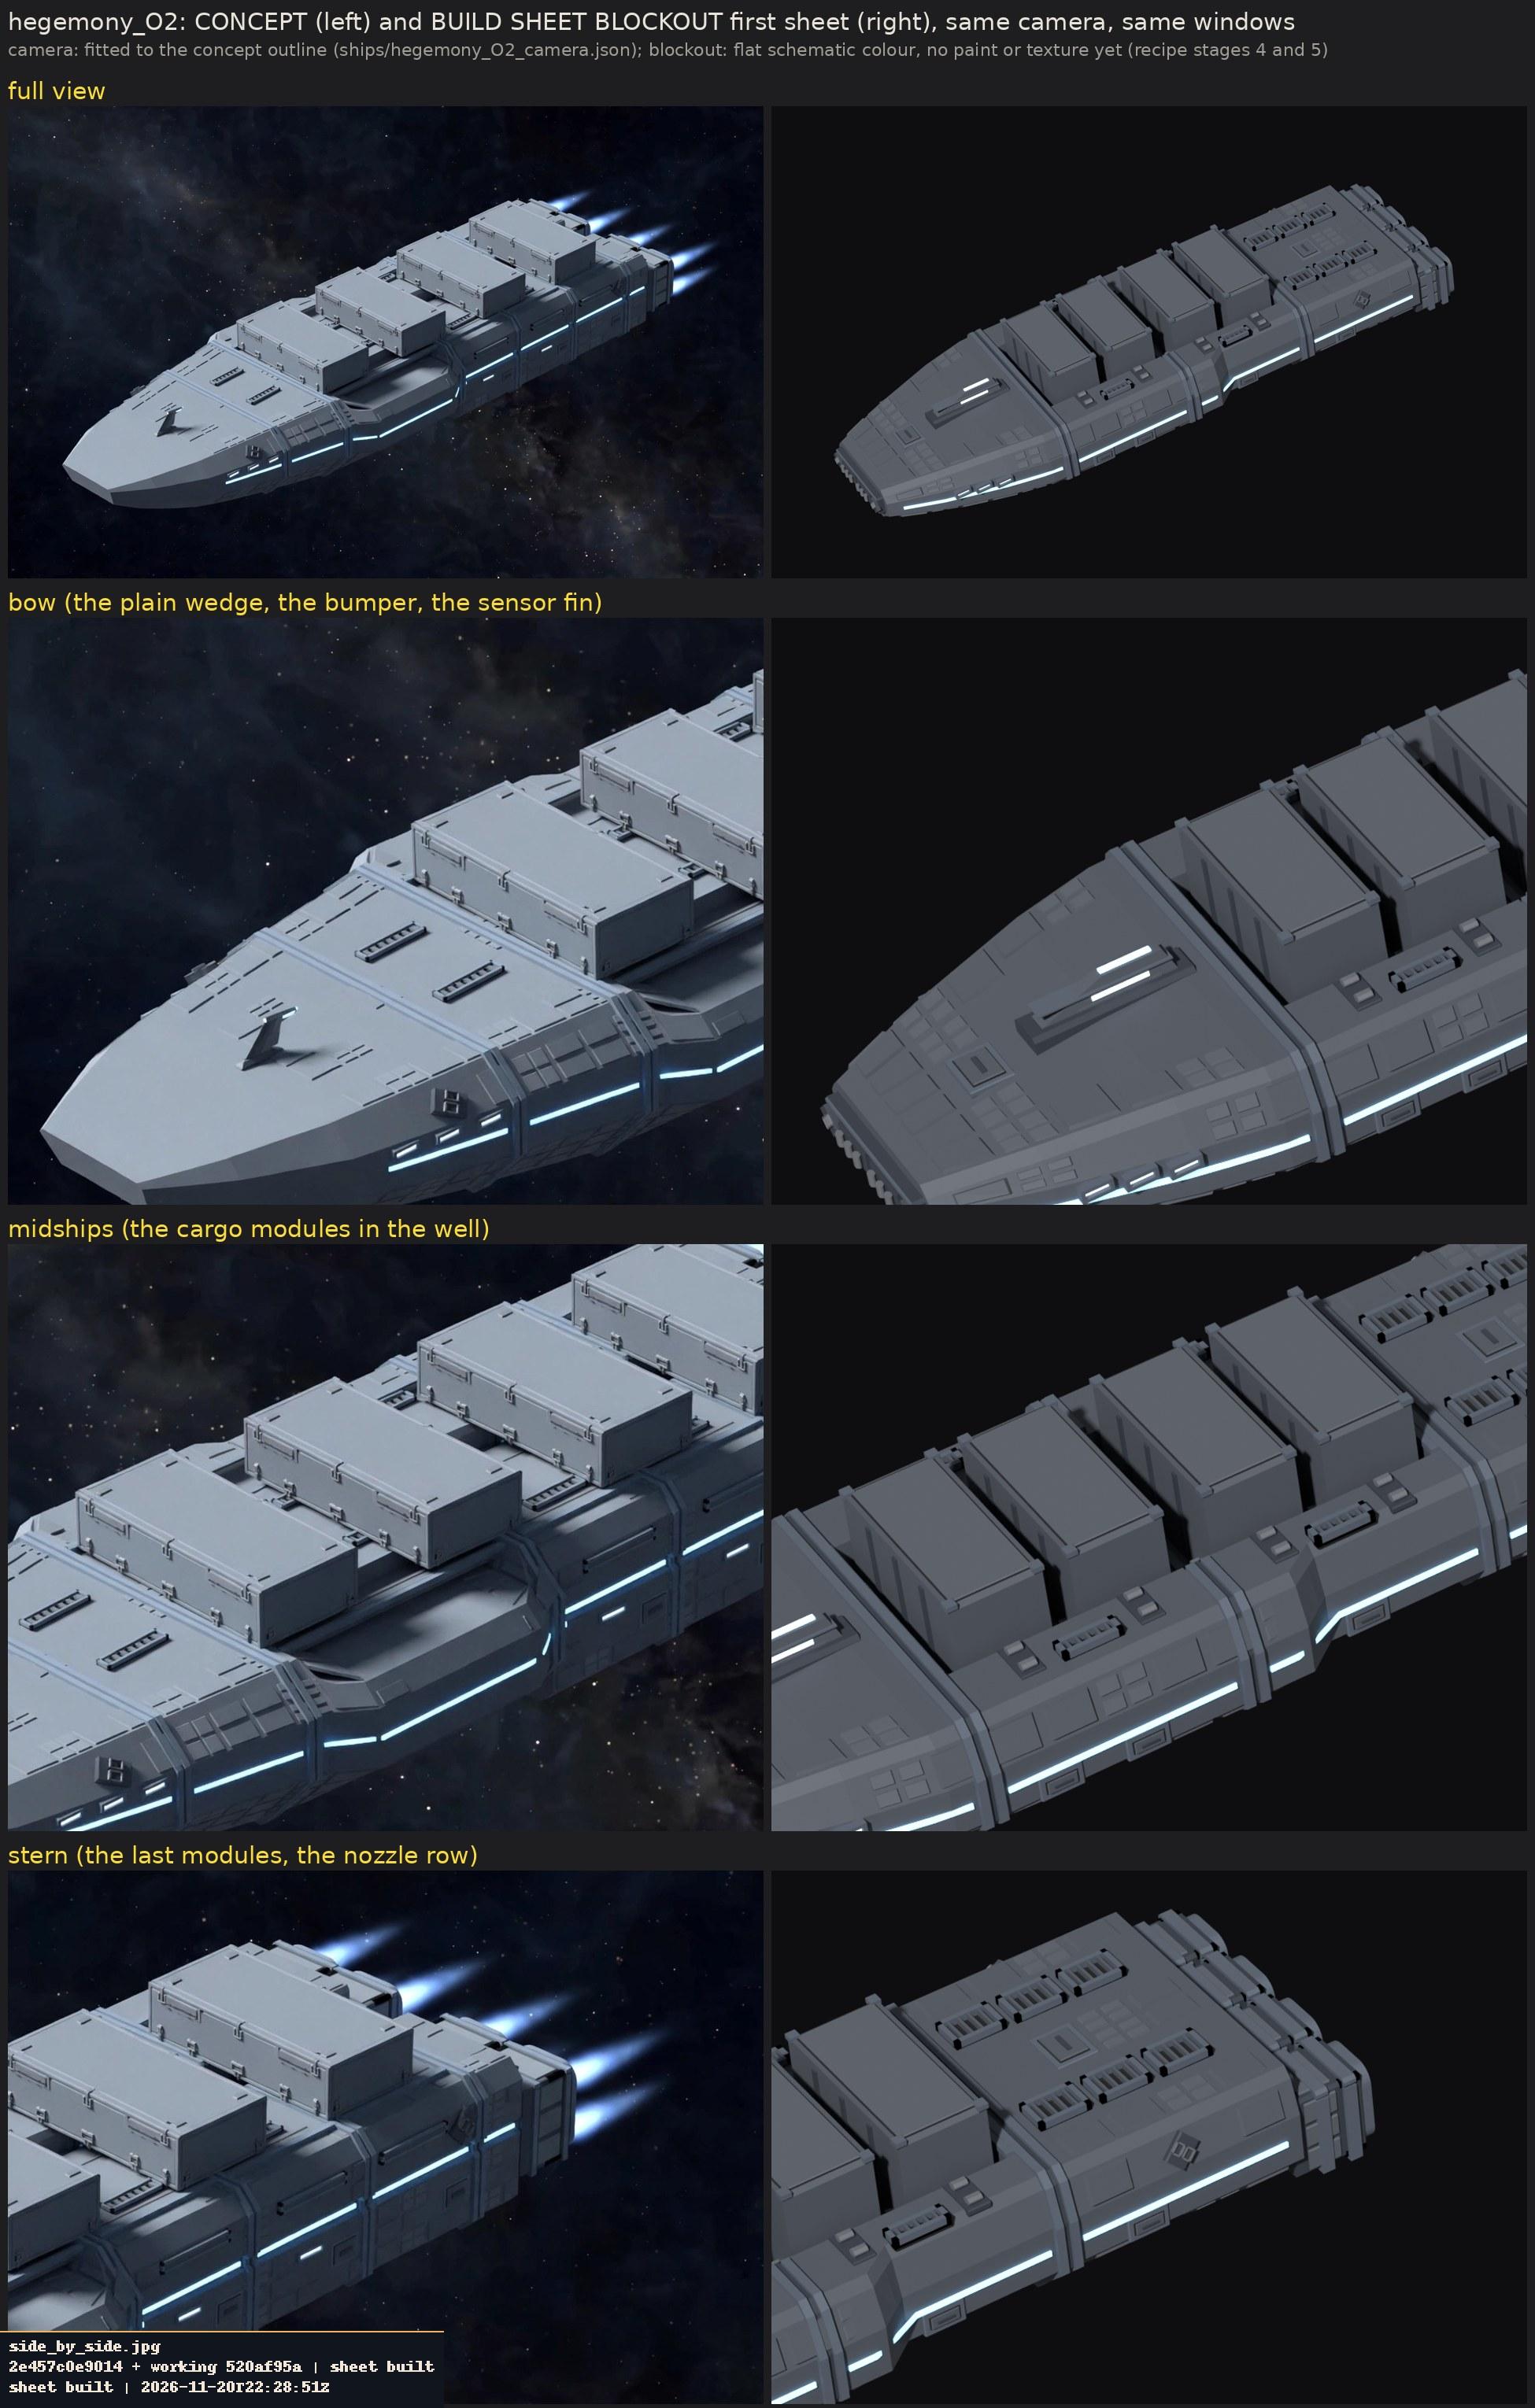 hegemony_O2: CONCEPT (left) and BUILD SHEET BLOCKOUT first sheet (right), same camera, same windows
camera: fitted to the concept outline (ships/hegemony_O2_camera.json); blockout: flat schematic colour, no paint or texture yet (recipe stages 4 and 5)
full view
bow (the plain wedge, the bumper, the sensor fin)
midships (the cargo modules in the well)
stern (the last modules, the nozzle row)
side_by_side.jpg
2e457c0e9014 + working 520af95a | sheet built
sheet built | 2026-11-20T22:28:51Z